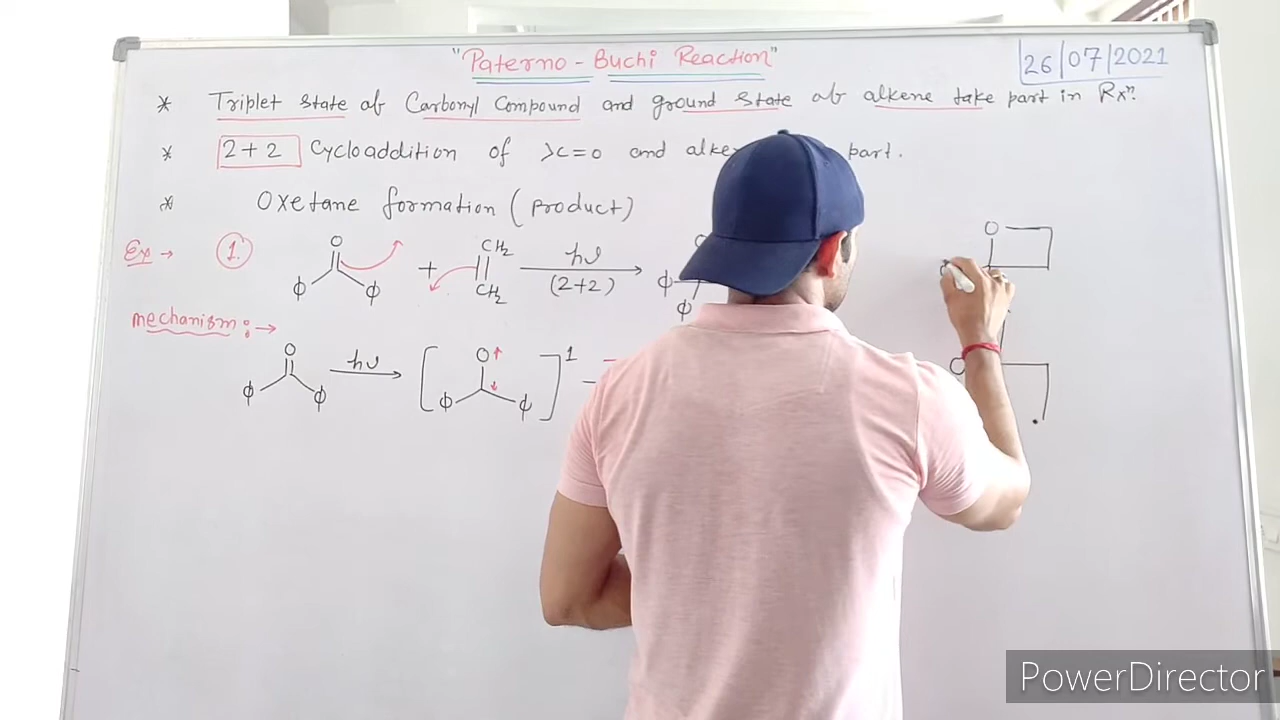 "Paterno - Buchi Reaction"
26/07/2021
* Triplet state of Carbonyl Compound and ground state of alkene take part in Rxn.
* 2+2 Cycloaddition of >C=O and alke part.
* Oxetane formation (product)
Ex → 1. O ϕ ϕ + CH2 CH2 hν (2+2) ϕ ϕ O
mechanism :→
O ϕ ϕ hν [ O ↑ ↓ ϕ ϕ ]1 O
PowerDirector